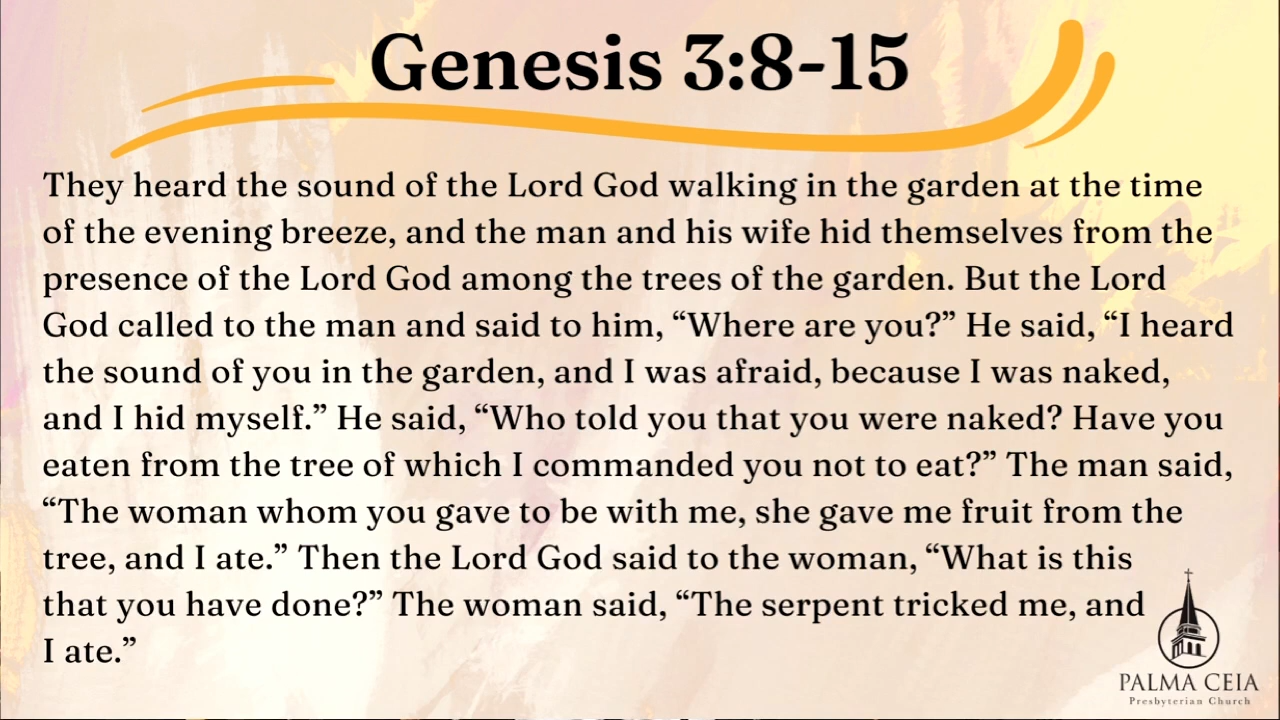 Genesis 3:8-15
They heard the sound of the Lord God walking in the garden at the time
of the evening breeze, and the man and his wife hid themselves from the
presence of the Lord God among the trees of the garden. But the Lord
God called to the man and said to him, “Where are you?” He said, “I heard
the sound of you in the garden, and I was afraid, because I was naked,
and I hid myself.” He said, “Who told you that you were naked? Have you
eaten from the tree of which I commanded you not to eat?” The man said,
“The woman whom you gave to be with me, she gave me fruit from the
tree, and I ate.” Then the Lord God said to the woman, “What is this
that you have done?” The woman said, “The serpent tricked me, and
I ate.”
PALMA CEIA
Presbyterian Church